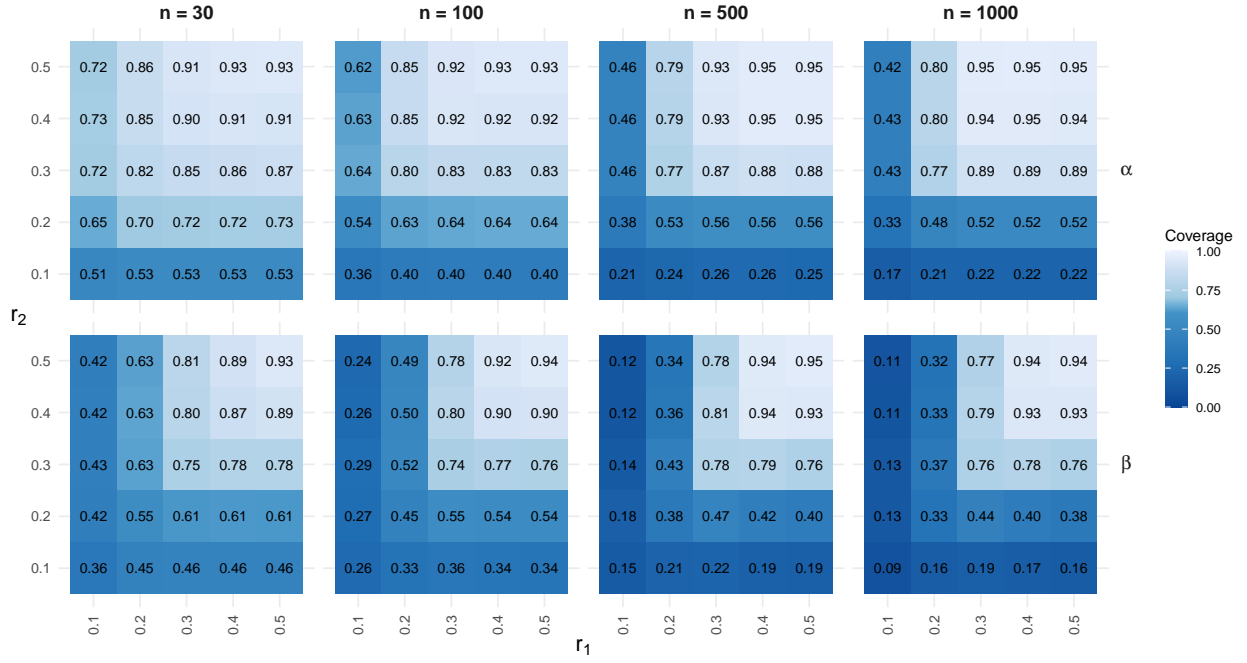 n = 30 n = 100 n = 500 n = 1000
0.5 0.72 0.86 0.91 0.93 0.93 0.62 0.85 0.92 0.93 0.93 0.46 0.79 0.93 0.95 0.95 0.42 0.80 0.95 0.95 0.95
0.4 0.73 0.85 0.90 0.91 0.91 0.63 0.85 0.92 0.92 0.92 0.46 0.79 0.93 0.95 0.95 0.43 0.80 0.94 0.95 0.94
0.3 0.72 0.82 0.85 0.86 0.87 0.64 0.80 0.83 0.83 0.83 0.46 0.77 0.87 0.88 0.88 0.43 0.77 0.89 0.89 0.89 α
0.2 0.65 0.70 0.72 0.72 0.73 0.54 0.63 0.64 0.64 0.64 0.38 0.53 0.56 0.56 0.56 0.33 0.48 0.52 0.52 0.52
0.1 0.51 0.53 0.53 0.53 0.53 0.36 0.40 0.40 0.40 0.40 0.21 0.24 0.26 0.26 0.25 0.17 0.21 0.22 0.22 0.22
r₂
0.5 0.42 0.63 0.81 0.89 0.93 0.24 0.49 0.78 0.92 0.94 0.12 0.34 0.78 0.94 0.95 0.11 0.32 0.77 0.94 0.94
0.4 0.42 0.63 0.80 0.87 0.89 0.26 0.50 0.80 0.90 0.90 0.12 0.36 0.81 0.94 0.93 0.11 0.33 0.79 0.93 0.93
0.3 0.43 0.63 0.75 0.78 0.78 0.29 0.52 0.74 0.77 0.76 0.14 0.43 0.78 0.79 0.76 0.13 0.37 0.76 0.78 0.76 β
0.2 0.42 0.55 0.61 0.61 0.61 0.27 0.45 0.55 0.54 0.54 0.18 0.38 0.47 0.42 0.40 0.13 0.33 0.44 0.40 0.38
0.1 0.36 0.45 0.46 0.46 0.46 0.26 0.33 0.36 0.34 0.34 0.15 0.21 0.22 0.19 0.19 0.09 0.16 0.19 0.17 0.16
0.1 0.2 0.3 0.4 0.5 0.1 0.2 0.3 0.4 0.5 0.1 0.2 0.3 0.4 0.5 0.1 0.2 0.3 0.4 0.5
r₁
Coverage
1.00
0.75
0.50
0.25
0.00